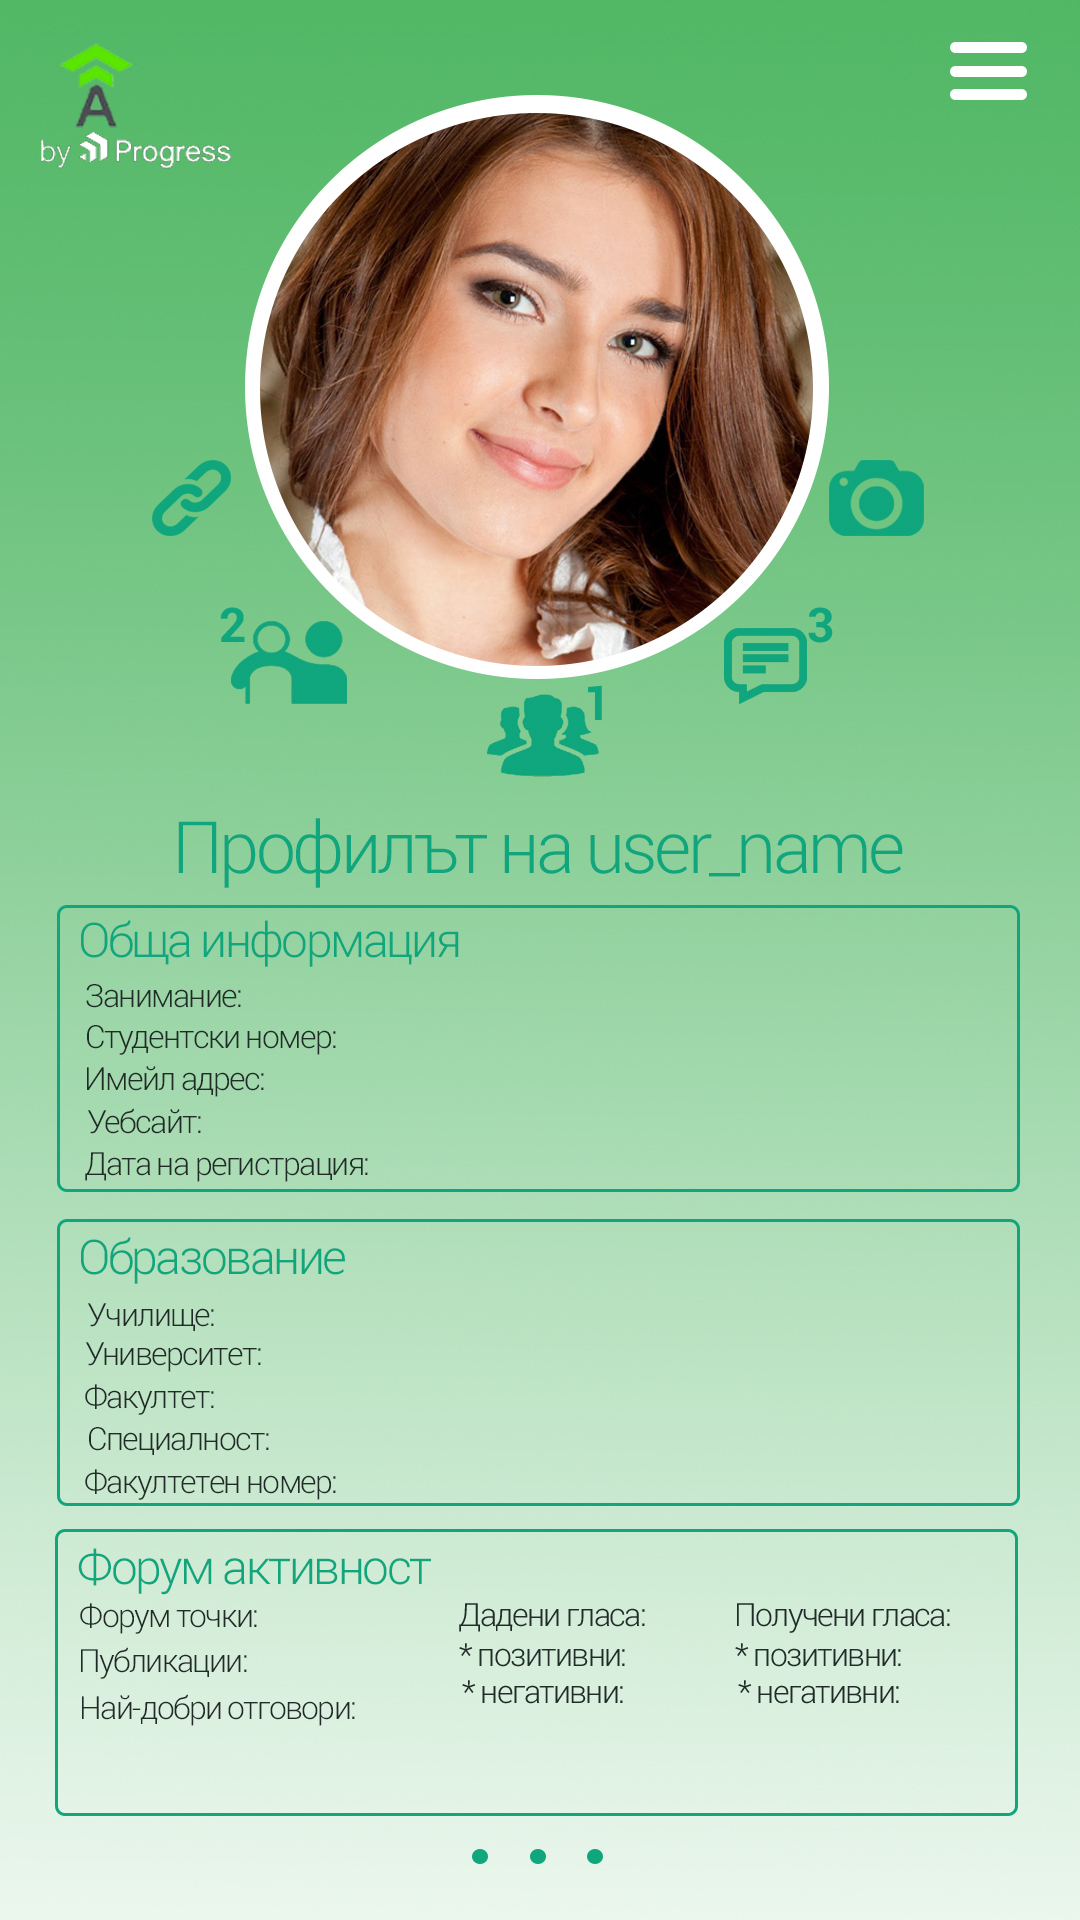 A
by Progress
2
3
1
Профилът на user_name
Обща информация
Занимание:
Студентски номер:
Имейл адрес:
Уебсайт:
Дата на регистрация:
Образование
Училище:
Университет:
Факултет:
Специалност:
Факултетен номер:
Форум активност
Форум точки:
Публикации:
Най-добри отговори:
Дадени гласа:
* позитивни:
* негативни:
Получени гласа:
* позитивни:
* негативни: